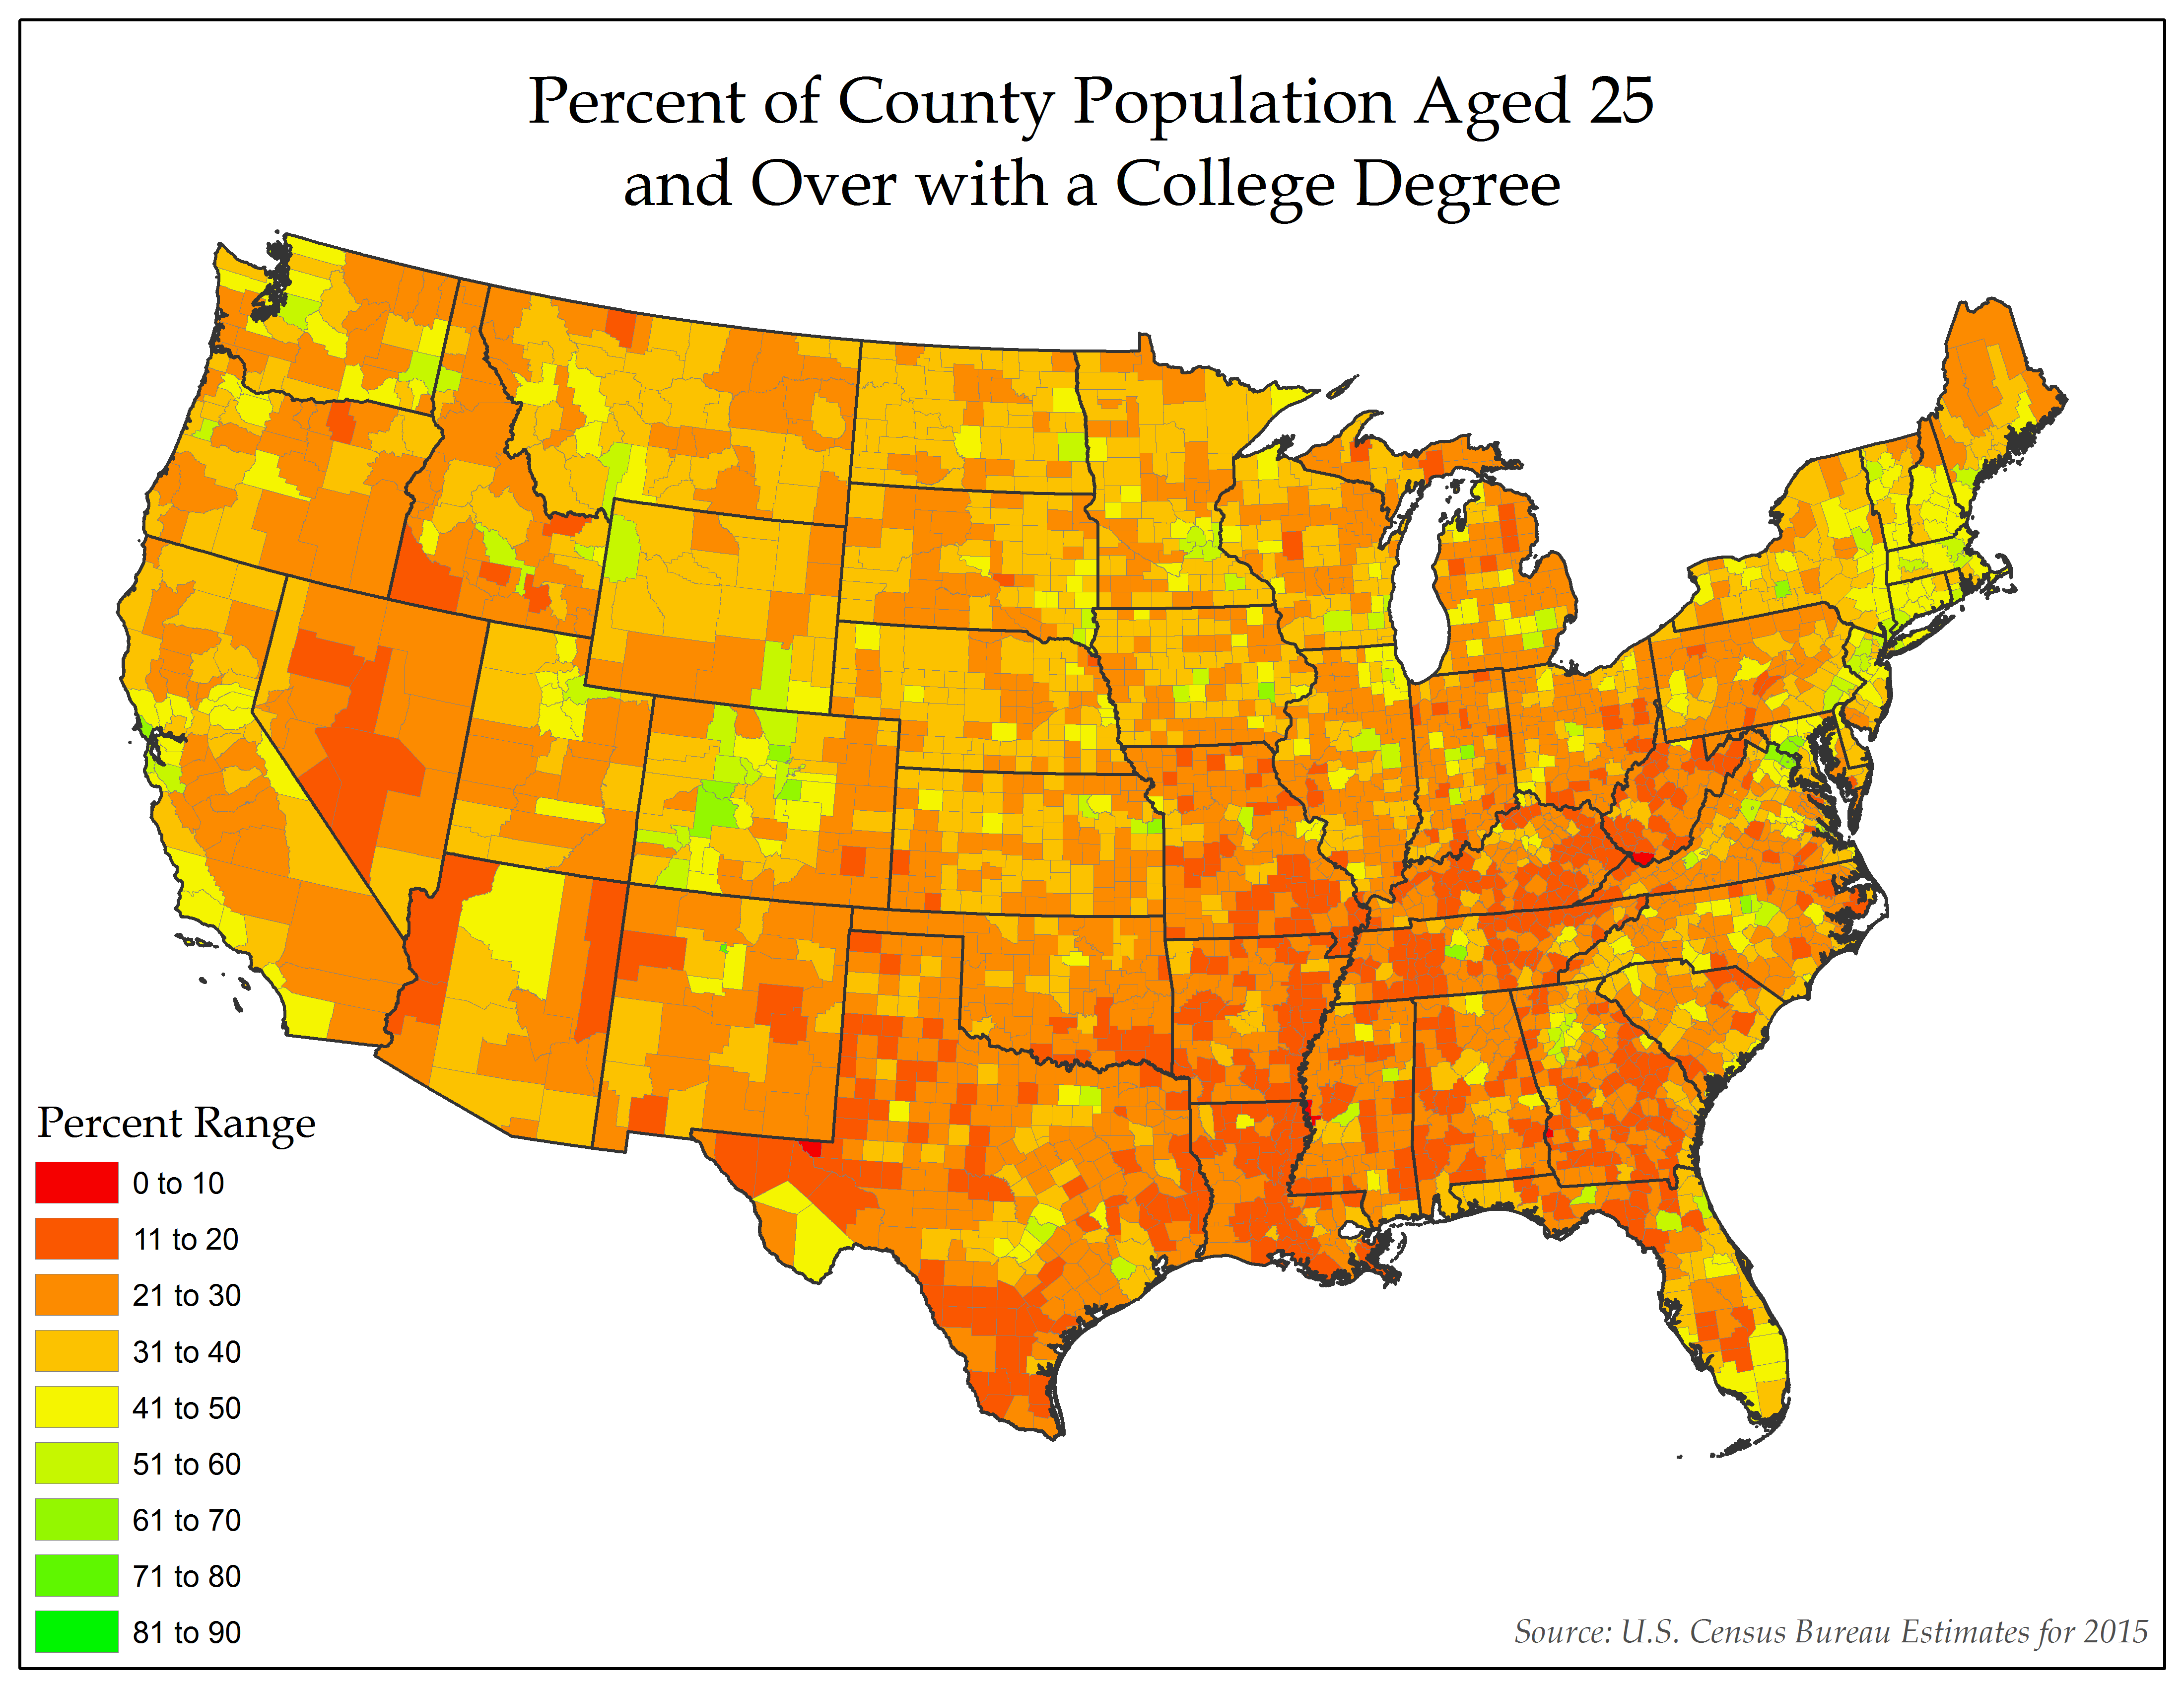 Percent of County Population Aged 25
and Over with a College Degree
Percent Range
0 to 10
11 to 20
21 to 30
31 to 40
41 to 50
51 to 60
61 to 70
71 to 80
81 to 90
Source: U.S. Census Bureau Estimates for 2015